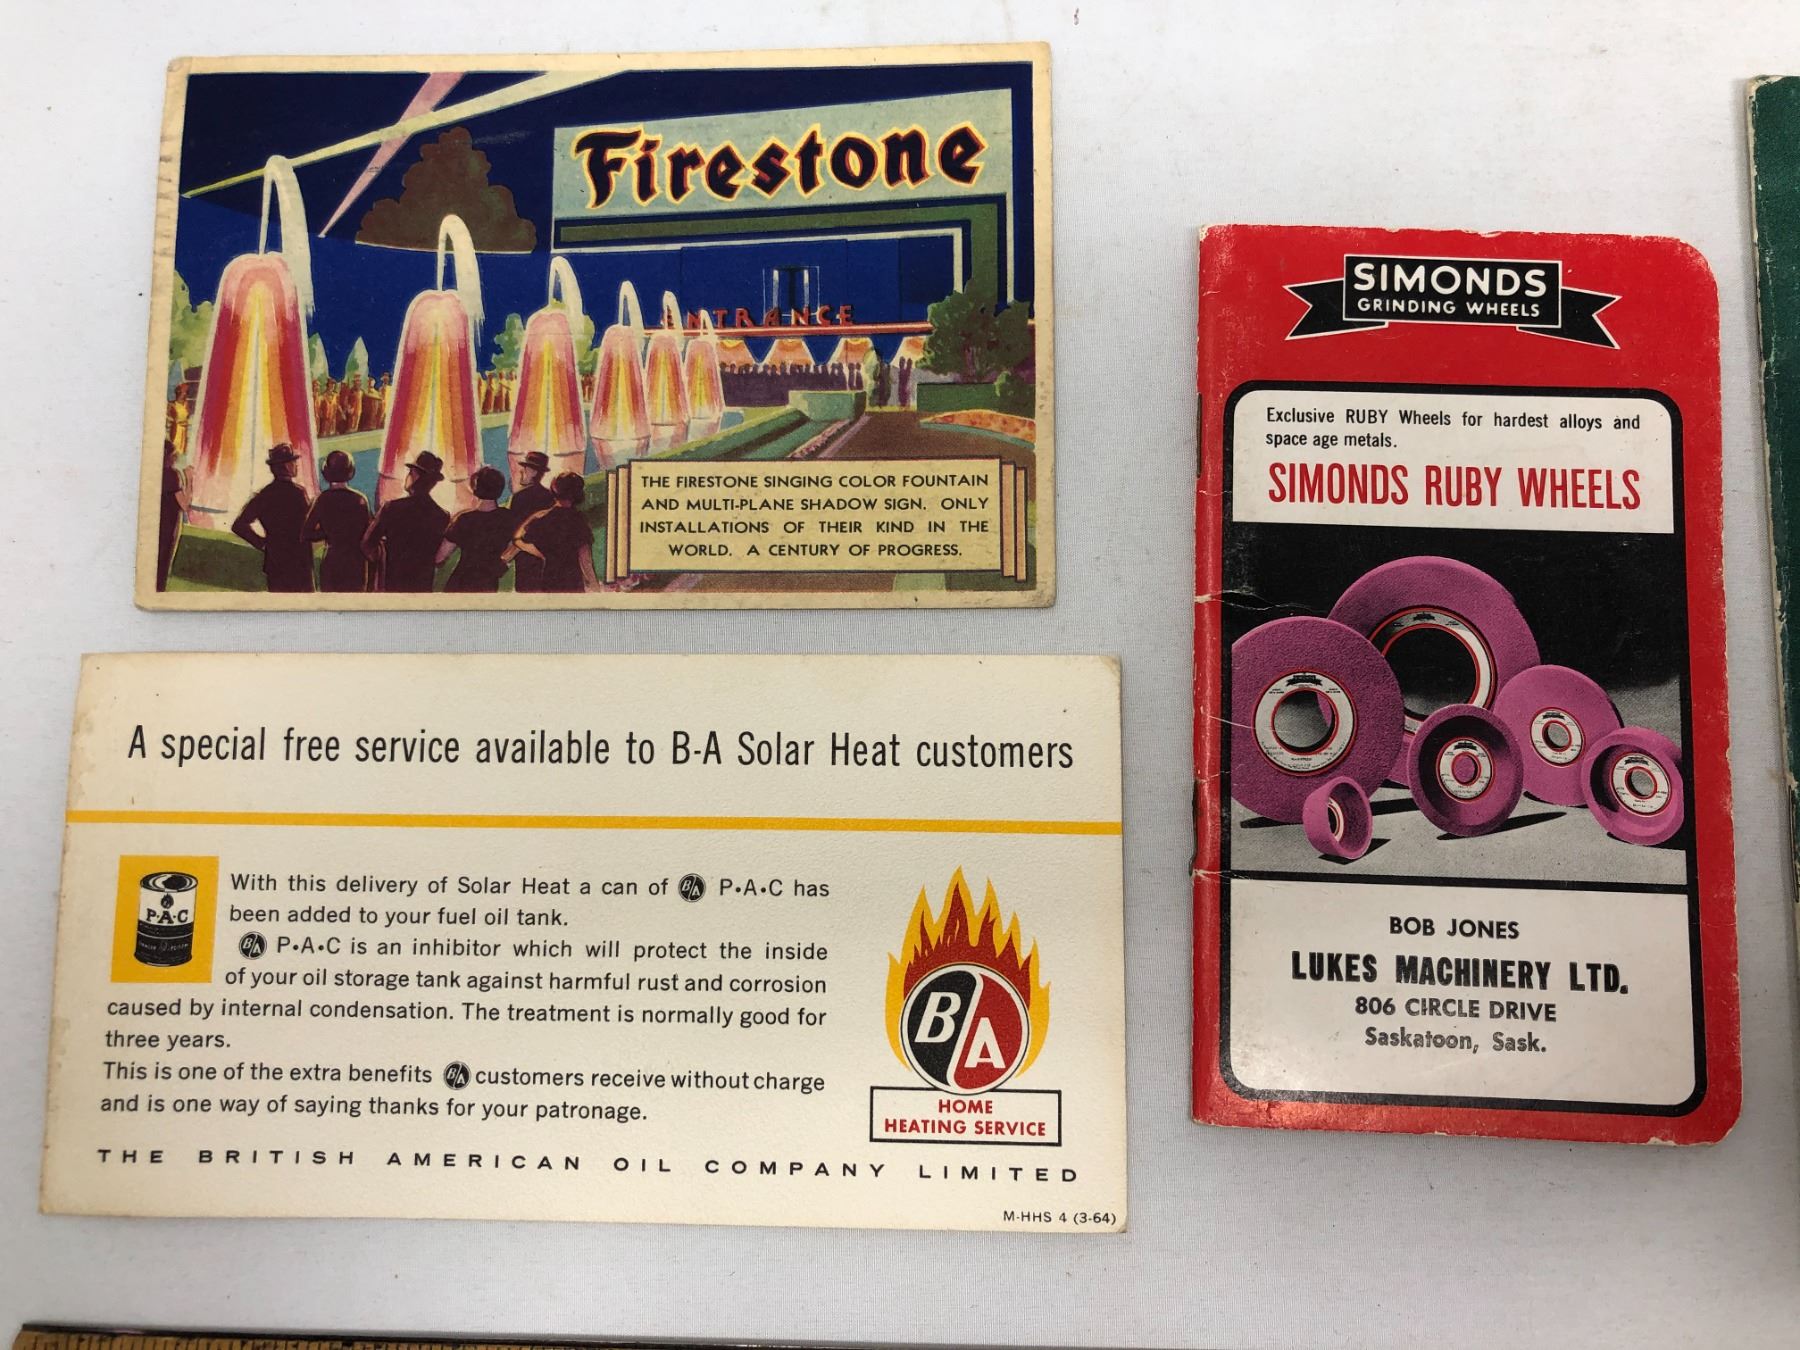 Firestone
ENTRANCE
THE FIRESTONE SINGING COLOR FOUNTAIN
AND MULTI-PLANE SHADOW SIGN. ONLY
INSTALLATIONS OF THEIR KIND IN THE
WORLD. A CENTURY OF PROGRESS.
A special free service available to B-A Solar Heat customers
P•A•C
With this delivery of Solar Heat a can of BA P•A•C has
been added to your fuel oil tank.
BA P•A•C is an inhibitor which will protect the inside
of your oil storage tank against harmful rust and corrosion
caused by internal condensation. The treatment is normally good for
three years.
This is one of the extra benefits BA customers receive without charge
and is one way of saying thanks for your patronage.
B/A
HOME
HEATING SERVICE
THE BRITISH AMERICAN OIL COMPANY LIMITED
M-HHS 4 (3-64)
SIMONDS
GRINDING WHEELS
Exclusive RUBY Wheels for hardest alloys and
space age metals.
SIMONDS RUBY WHEELS
BOB JONES
LUKES MACHINERY LTD.
806 CIRCLE DRIVE
Saskatoon, Sask.